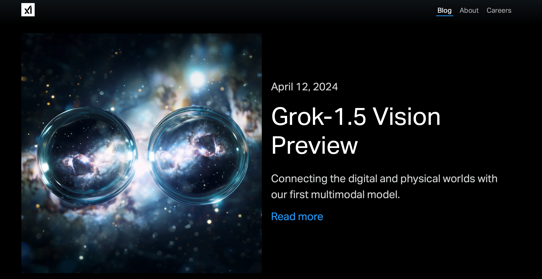 xI
Blog About Careers
April 12, 2024
Grok-1.5 Vision
Preview
Connecting the digital and physical worlds with
our first multimodal model.
Read more